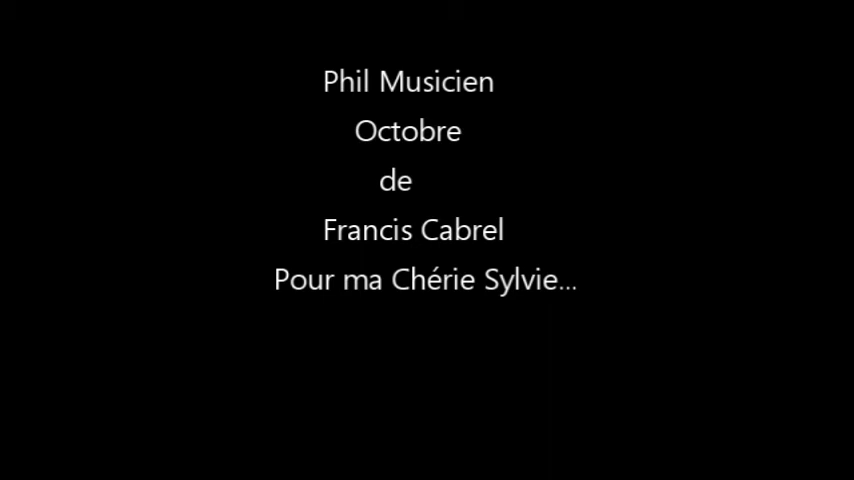 Phil Musicien
Octobre
de
Francis Cabrel
Pour ma Chérie Sylvie...